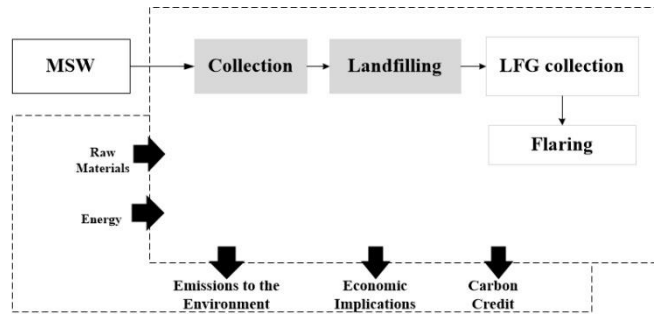 MSW
Collection
Landfilling
LFG collection
Flaring
Raw
Materials
Energy
Emissions to the
Environment
Economic
Implications
Carbon
Credit